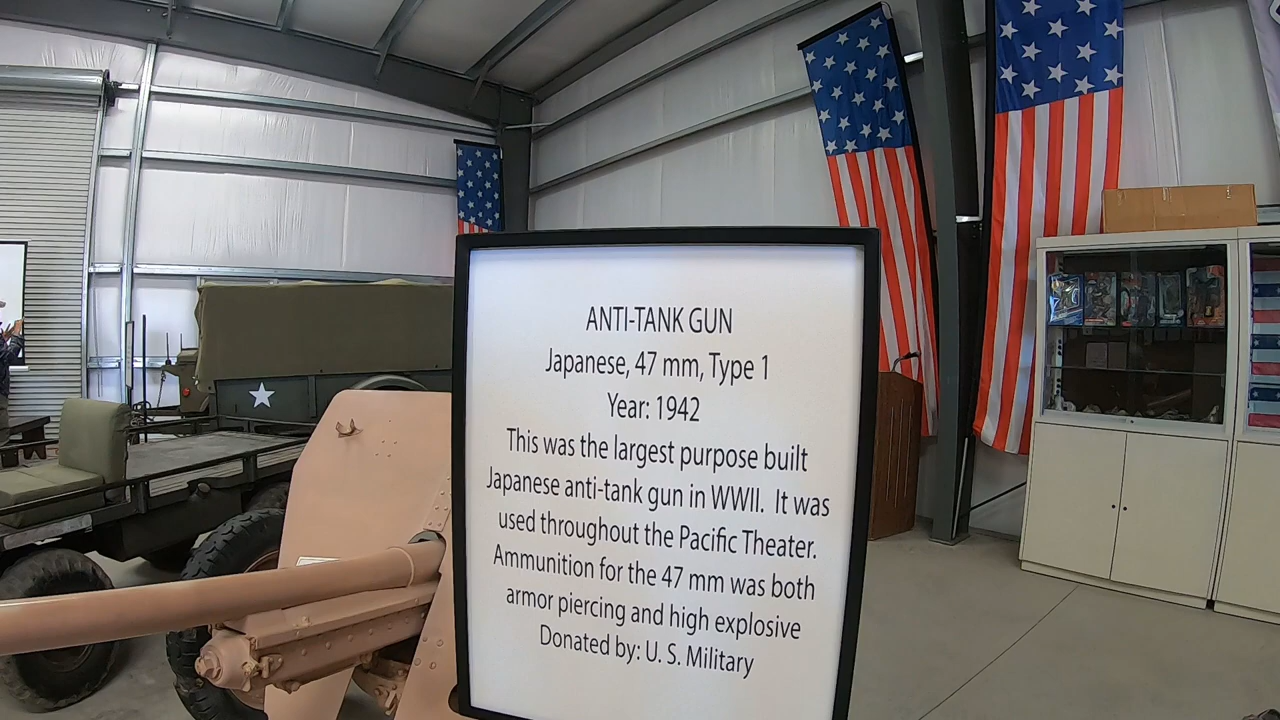 ANTI-TANK GUN
Japanese, 47 mm, Type 1
Year: 1942
This was the largest purpose built
Japanese anti-tank gun in WWII. It was
used throughout the Pacific Theater.
Ammunition for the 47 mm was both
armor piercing and high explosive
Donated by: U. S. Military